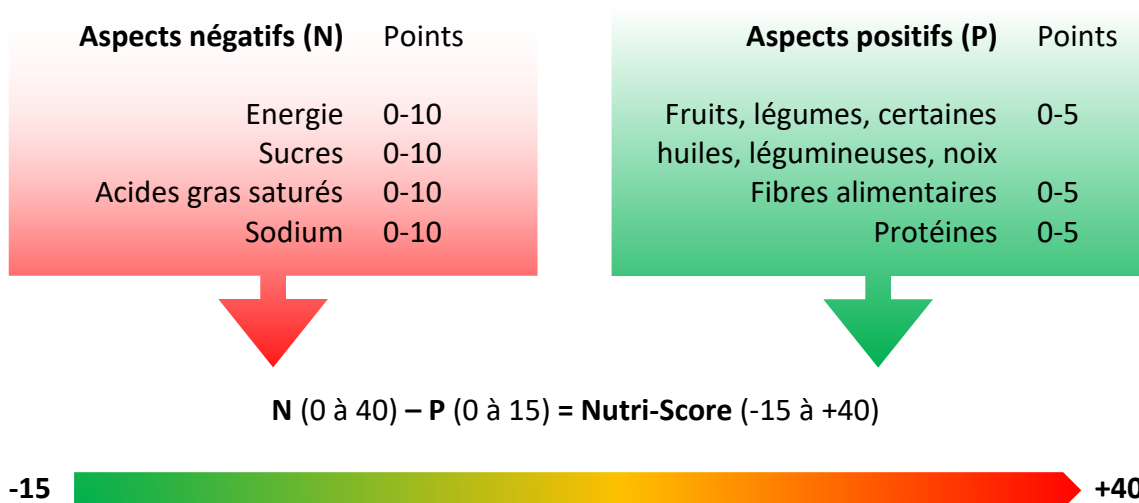 Aspects négatifs (N) Points
Energie 0-10
Sucres 0-10
Acides gras saturés 0-10
Sodium 0-10
Aspects positifs (P) Points
Fruits, légumes, certaines 0-5
huiles, légumineuses, noix
Fibres alimentaires 0-5
Protéines 0-5
N (0 à 40) – P (0 à 15) = Nutri-Score (-15 à +40)
-15 +40